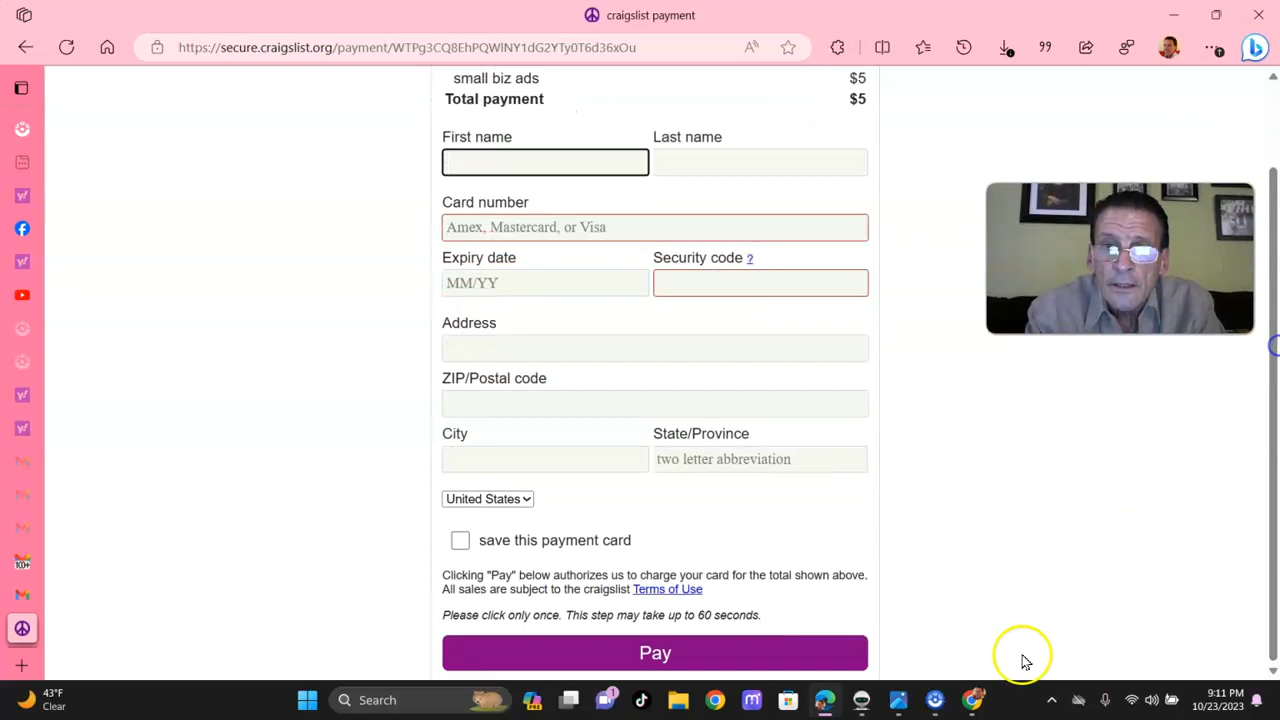 craigslist payment
https://secure.craigslist.org/payment/WTPg3CQ8EhPQWlNY1dG2YTy0T6d36xOu
small biz ads $5
Total payment $5
First name Last name
Card number
Amex, Mastercard, or Visa
Expiry date Security code ?
MM/YY
Address
ZIP/Postal code
City State/Province
two letter abbreviation
United States
save this payment card
Clicking "Pay" below authorizes us to charge your card for the total shown above.
All sales are subject to the craigslist Terms of Use
Please click only once. This step may take up to 60 seconds.
Pay
43°F
Clear
Search
1
9:11 PM
10/23/2023